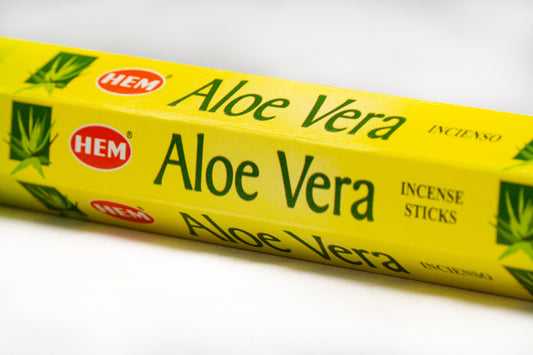 HEM® Aloe Vera INCIENSO
HEM® Aloe Vera INCENSE
STICKS
HEM Aloe Vera INCIENSO